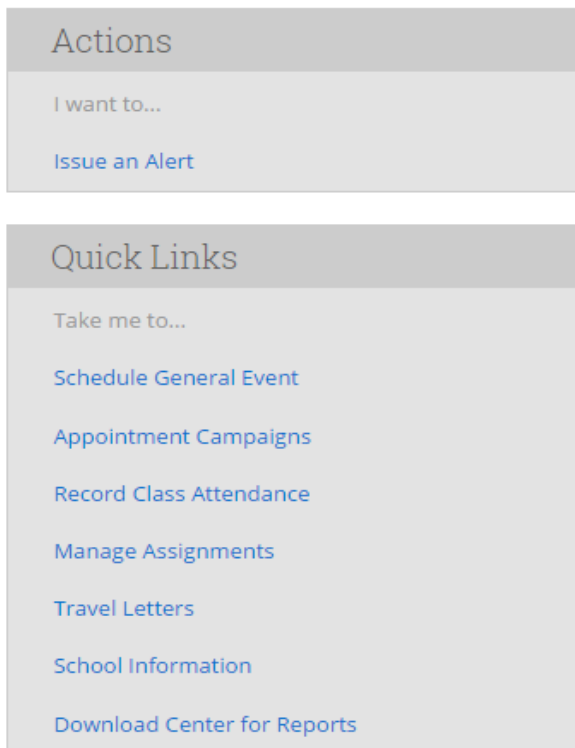 Actions
I want to...
Issue an Alert
Quick Links
Take me to...
Schedule General Event
Appointment Campaigns
Record Class Attendance
Manage Assignments
Travel Letters
School Information
Download Center for Reports